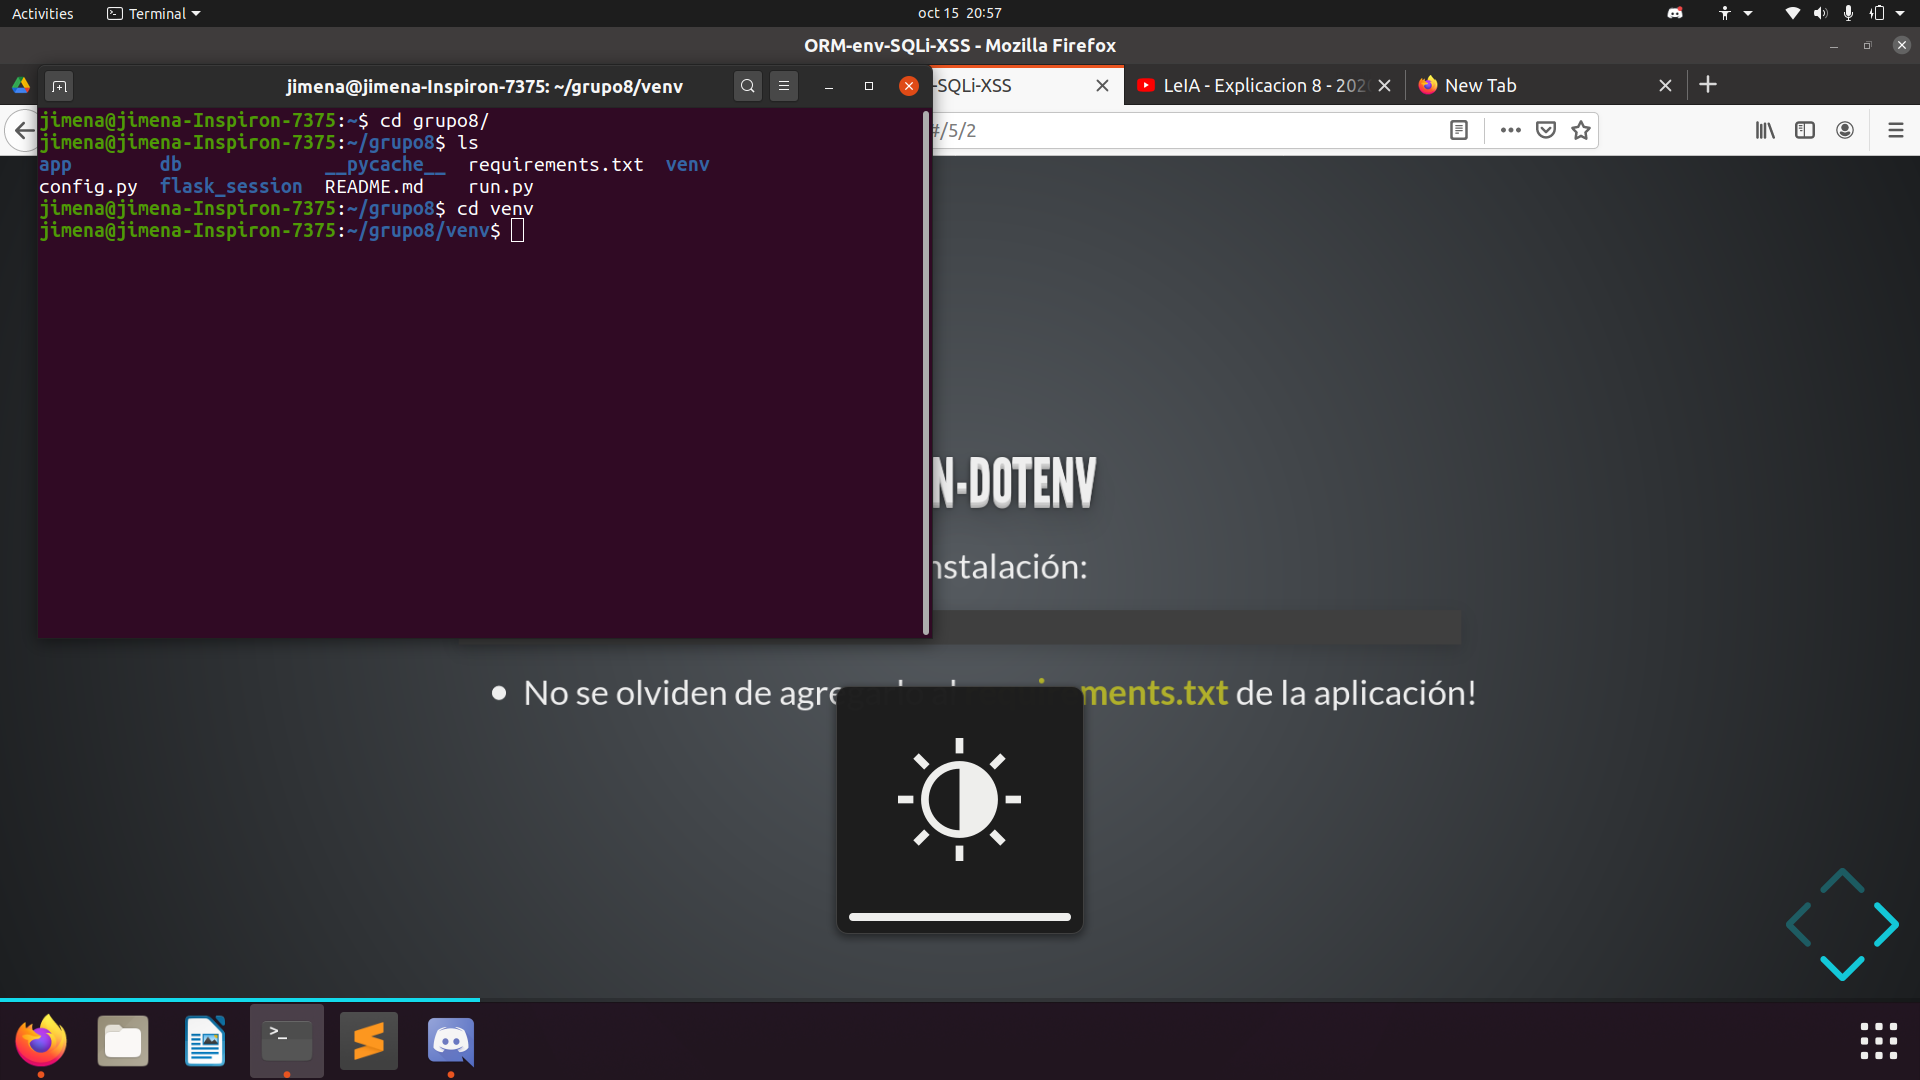 Activities
Terminal
oct 15 20:57
ORM-env-SQLi-XSS - Mozilla Firefox
jimena@jimena-Inspiron-7375: ~/grupo8/venv
-SQLi-XSS
LeIA - Explicacion 8 - 202
New Tab
#/5/2
jimena@jimena-Inspiron-7375:~$ cd grupo8/
jimena@jimena-Inspiron-7375:~/grupo8$ ls
app db __pycache__ requirements.txt venv
config.py flask_session README.md run.py
jimena@jimena-Inspiron-7375:~/grupo8$ cd venv
jimena@jimena-Inspiron-7375:~/grupo8/venv$
N-DOTENV
nstalación:
No se olviden de agre ments.txt de la aplicación!